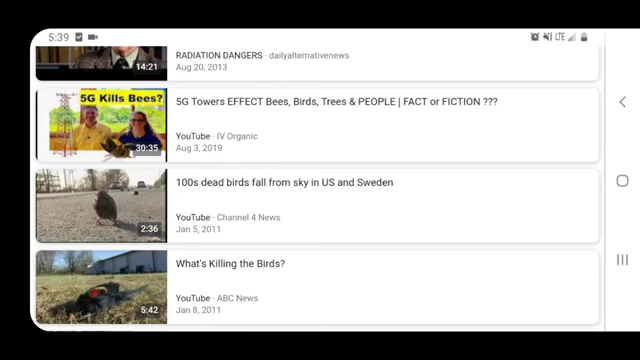 5:39
LTE
RADIATION DANGERS · dailyalternativenews
14:21
Aug 20, 2013
5G Kills Bees?
5G Towers EFFECT Bees, Birds, Trees & PEOPLE | FACT or FICTION ???
YouTube · IV Organic
30:35
Aug 3, 2019
100s dead birds fall from sky in US and Sweden
YouTube · Channel 4 News
2:36
Jan 5, 2011
What's Killing the Birds?
YouTube · ABC News
5:42
Jan 8, 2011